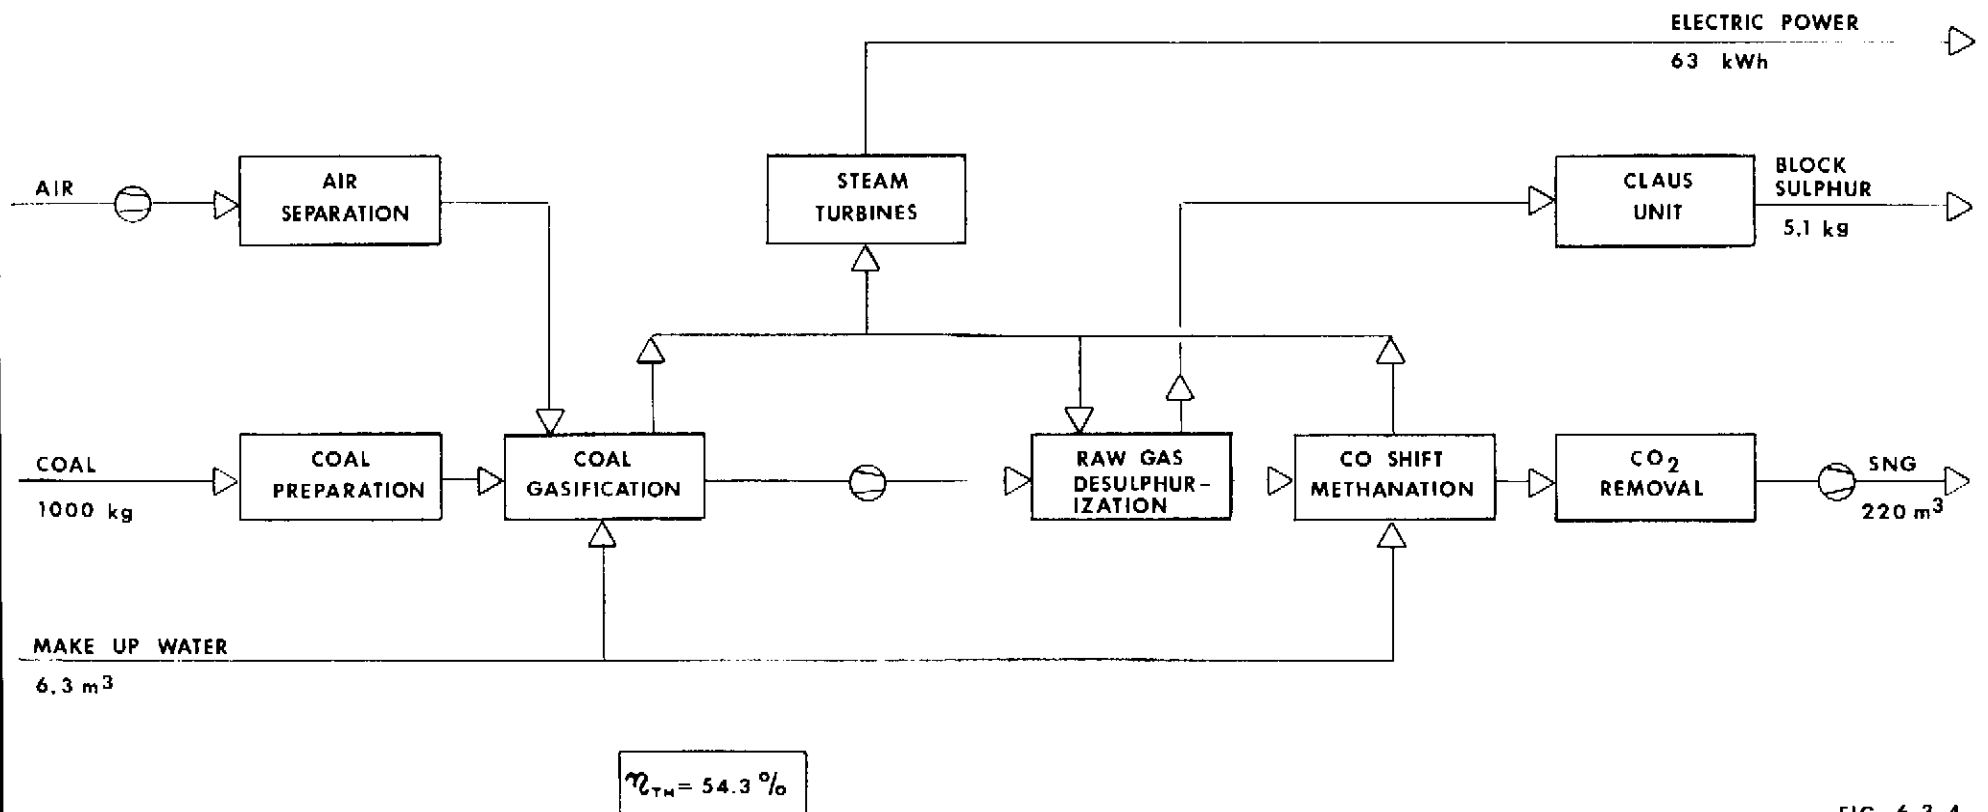 ELECTRIC POWER
63 kWh
AIR
AIR
SEPARATION
STEAM
TURBINES
CLAUS
UNIT
BLOCK
SULPHUR
5,1 kg
COAL
1000 kg
COAL
PREPARATION
COAL
GASIFICATION
RAW GAS
DESULPHUR-
IZATION
CO SHIFT
METHANATION
CO2
REMOVAL
SNG
220 m3
MAKE UP WATER
6,3 m3
ηTH = 54.3 %